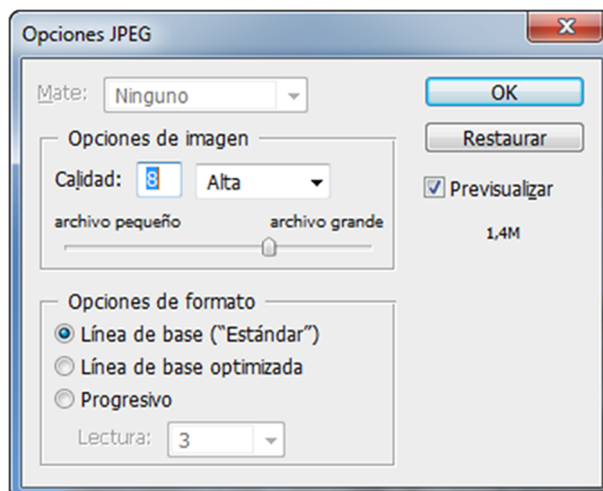 Opciones JPEG
Mate: Ninguno
OK
Opciones de imagen
Restaurar
Calidad: 8 Alta
Previsualizar
archivo pequeño archivo grande
1,4M
Opciones de formato
Línea de base (“Estándar”)
Línea de base optimizada
Progresivo
Lectura: 3